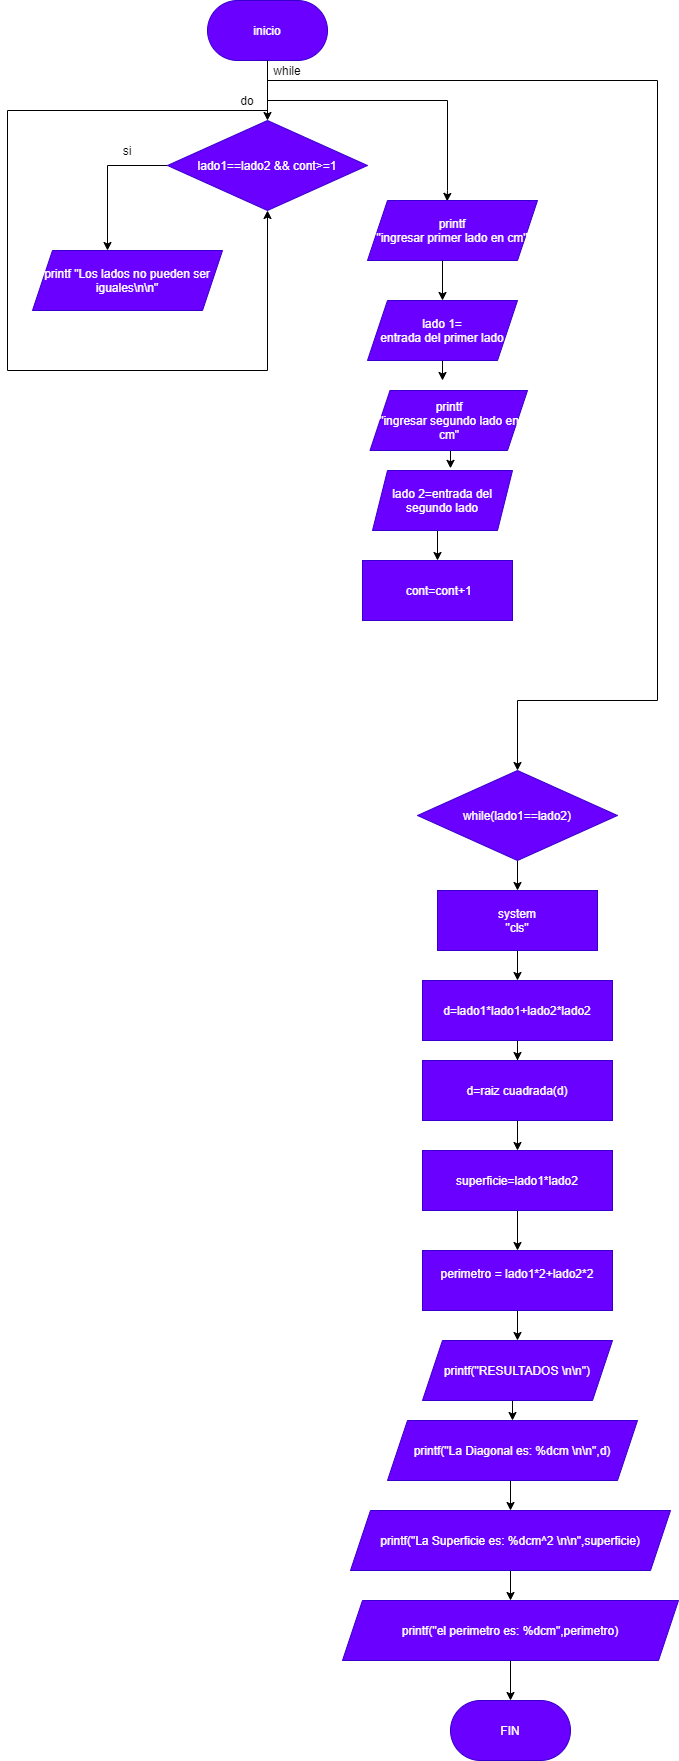 inicio
while
do
si
lado1==lado2 && cont>=1
printf "Los lados no pueden ser
iguales\n\n"
printf
"ingresar primer lado en cm"
lado 1=
entrada del primer lado
printf
"ingresar segundo lado en
cm"
lado 2=entrada del
segundo lado
cont=cont+1
while(lado1==lado2)
system
"cls"
d=lado1*lado1+lado2*lado2
d=raiz cuadrada(d)
superficie=lado1*lado2
perimetro = lado1*2+lado2*2
printf("RESULTADOS \n\n")
printf("La Diagonal es: %dcm \n\n",d)
printf("La Superficie es: %dcm^2 \n\n",superficie)
printf("el perimetro es: %dcm",perimetro)
FIN